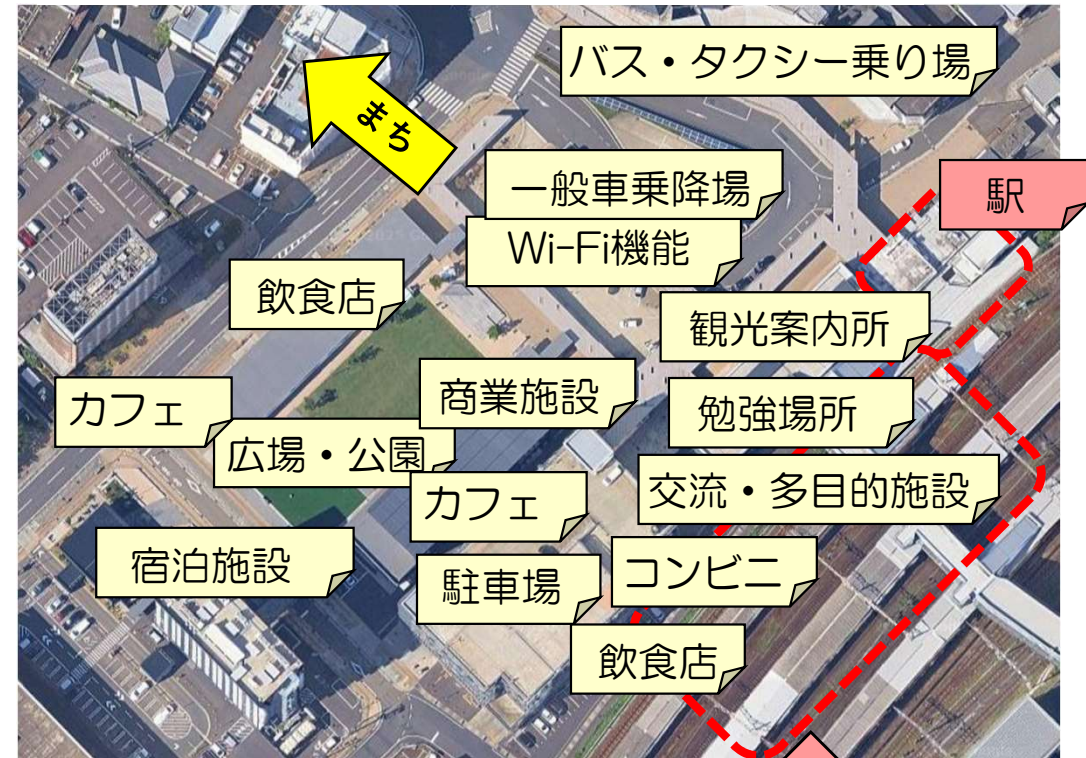 バス・タクシー乗り場
まち
一般車乗降場
駅
Wi-Fi機能
飲食店
観光案内所
カフェ
商業施設
勉強場所
広場・公園
カフェ
交流・多目的施設
宿泊施設
駐車場
コンビニ
飲食店